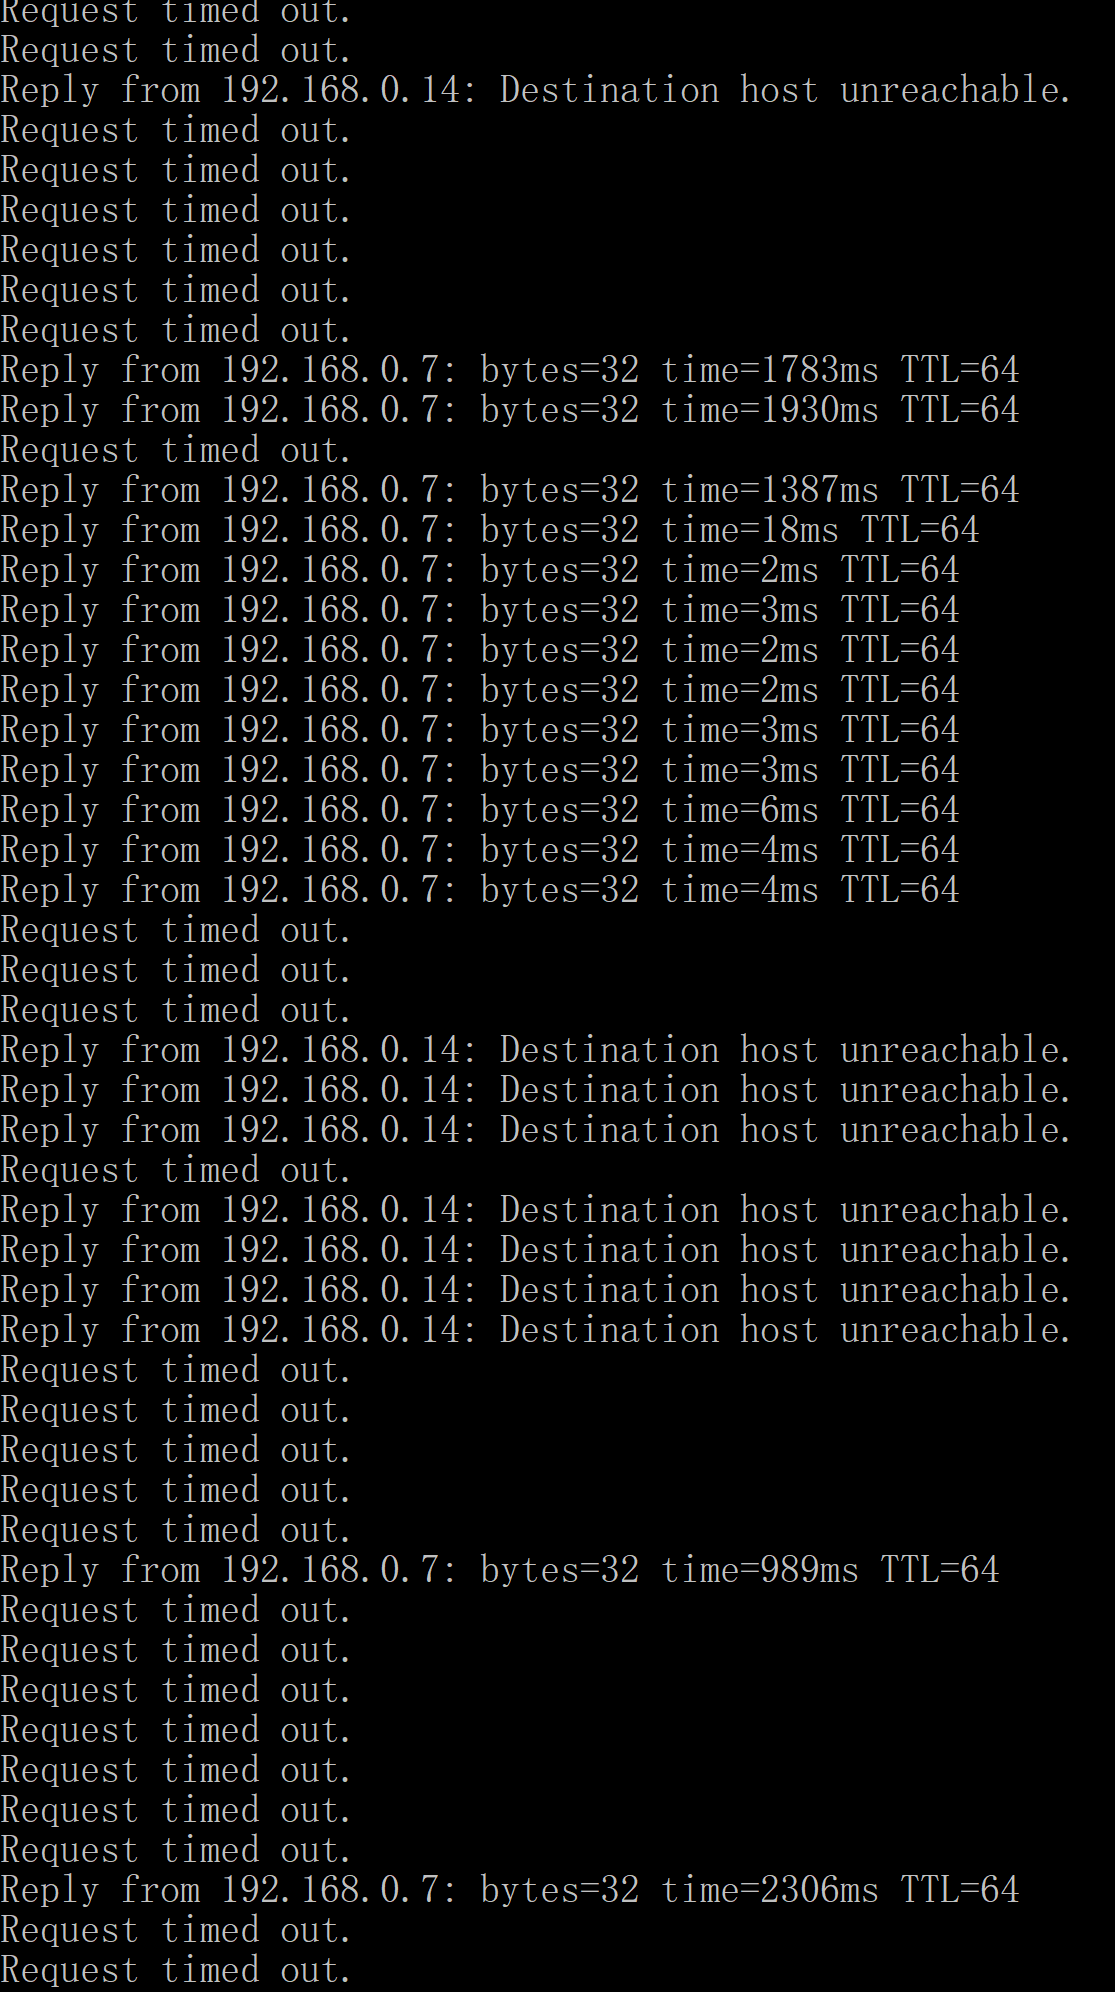 Request timed out.
Request timed out.
Reply from 192.168.0.14: Destination host unreachable.
Request timed out.
Request timed out.
Request timed out.
Request timed out.
Request timed out.
Request timed out.
Reply from 192.168.0.7: bytes=32 time=1783ms TTL=64
Reply from 192.168.0.7: bytes=32 time=1930ms TTL=64
Request timed out.
Reply from 192.168.0.7: bytes=32 time=1387ms TTL=64
Reply from 192.168.0.7: bytes=32 time=18ms TTL=64
Reply from 192.168.0.7: bytes=32 time=2ms TTL=64
Reply from 192.168.0.7: bytes=32 time=3ms TTL=64
Reply from 192.168.0.7: bytes=32 time=2ms TTL=64
Reply from 192.168.0.7: bytes=32 time=2ms TTL=64
Reply from 192.168.0.7: bytes=32 time=3ms TTL=64
Reply from 192.168.0.7: bytes=32 time=3ms TTL=64
Reply from 192.168.0.7: bytes=32 time=6ms TTL=64
Reply from 192.168.0.7: bytes=32 time=4ms TTL=64
Reply from 192.168.0.7: bytes=32 time=4ms TTL=64
Request timed out.
Request timed out.
Request timed out.
Reply from 192.168.0.14: Destination host unreachable.
Reply from 192.168.0.14: Destination host unreachable.
Reply from 192.168.0.14: Destination host unreachable.
Request timed out.
Reply from 192.168.0.14: Destination host unreachable.
Reply from 192.168.0.14: Destination host unreachable.
Reply from 192.168.0.14: Destination host unreachable.
Reply from 192.168.0.14: Destination host unreachable.
Request timed out.
Request timed out.
Request timed out.
Request timed out.
Request timed out.
Reply from 192.168.0.7: bytes=32 time=989ms TTL=64
Request timed out.
Request timed out.
Request timed out.
Request timed out.
Request timed out.
Request timed out.
Request timed out.
Reply from 192.168.0.7: bytes=32 time=2306ms TTL=64
Request timed out.
Request timed out.